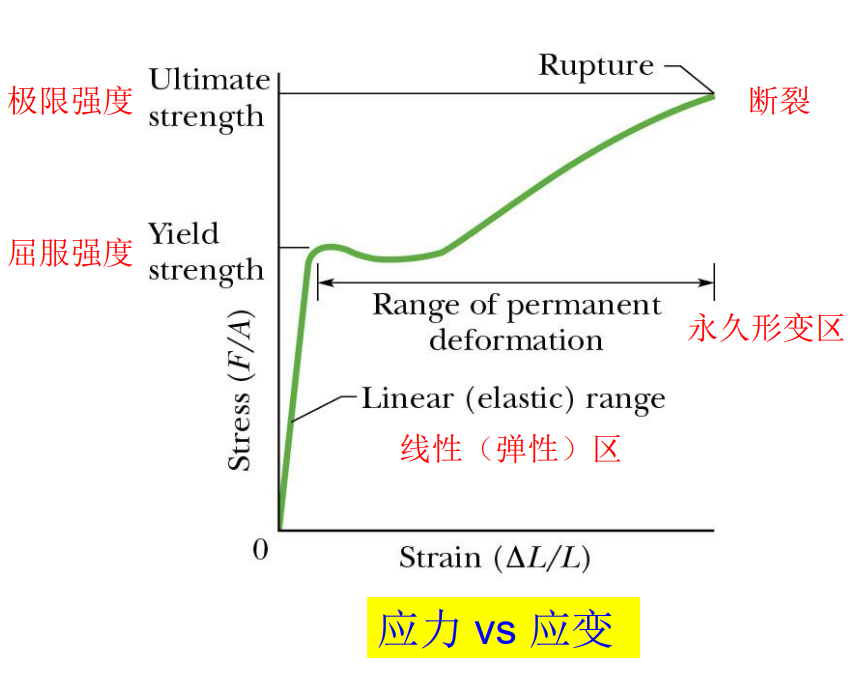 Rupture
极限强度
Ultimate
strength
断裂
屈服强度
Yield
strength
Range of permanent
deformation
永久形变区
Stress (F/A)
Linear (elastic) range
线性（弹性）区
0
Strain (ΔL/L)
应力 vs 应变